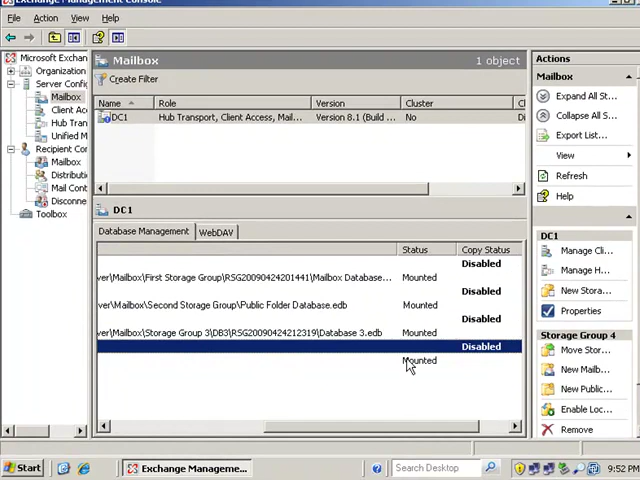 Exchange Management Console
File Action View Help
Microsoft Exchan
Organization
Server Config
Mailbox
Client Ac
Hub Tran
Unified M
Recipient Con
Mailbox
Distributi
Mail Cont
Disconne
Toolbox
Mailbox
1 object
Create Filter
Name Role Version Cluster Cl
DC1 Hub Transport, Client Access, Mail... Version 8.1 (Build ... No Di
DC1
Database Management WebDAV
Status Copy Status
Disabled
ver\Mailbox\First Storage Group\RSG20090424201441\Mailbox Database... Mounted
Disabled
ver\Mailbox\Second Storage Group\Public Folder Database.edb Mounted
Disabled
ver\Mailbox\Storage Group 3\DB3\RSG20090424212319\Database 3.edb Mounted
Disabled
Mounted
Actions
Mailbox
Expand All St...
Collapse All S...
Export List...
View
Refresh
Help
DC1
Manage Cli...
Manage H...
New Stora...
Properties
Storage Group 4
Move Stor...
New Mailb...
New Public...
Enable Loc...
Remove
Start
Exchange Manageme...
Search Desktop
9:52 PM